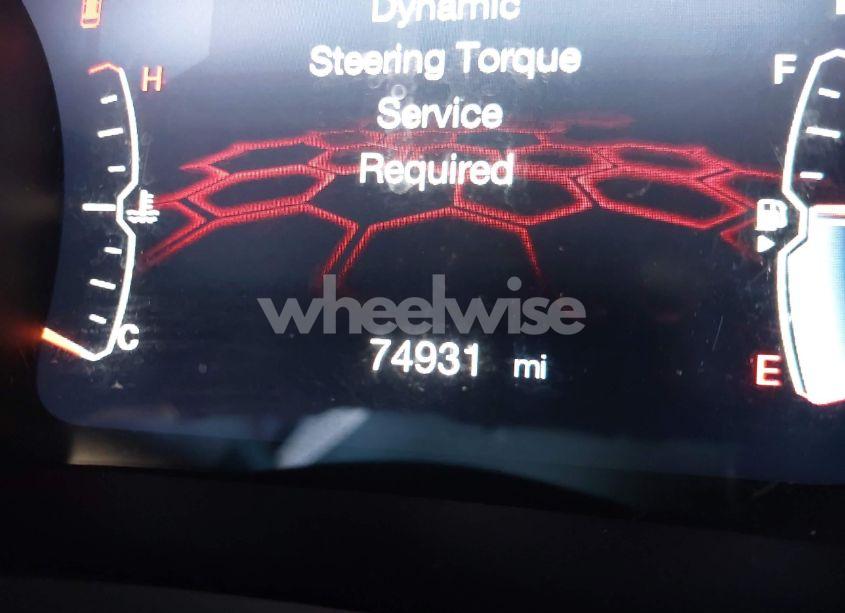 Dynamic
Steering Torque
Service
Required
H
F
C
E
wheelwise
74931 mi